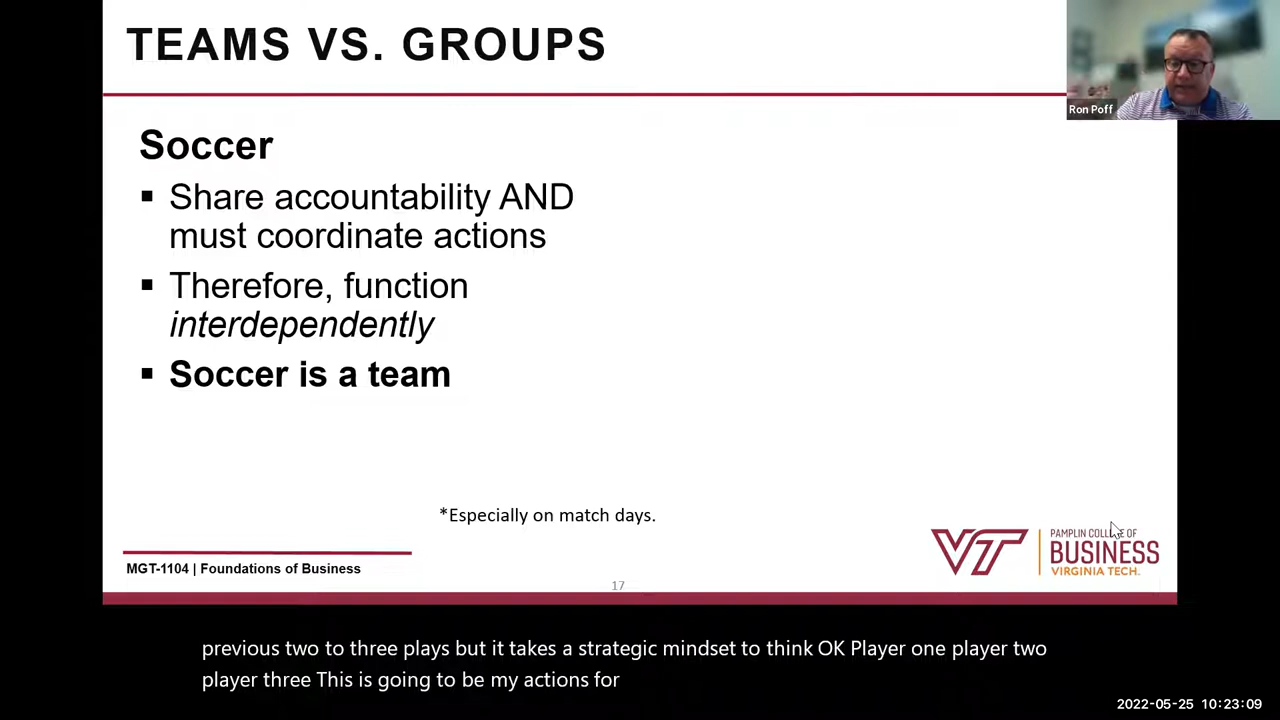 TEAMS VS. GROUPS
Ron Poff
Soccer
▪ Share accountability AND
must coordinate actions
▪ Therefore, function
interdependently
▪ Soccer is a team
*Especially on match days.
MGT-1104 | Foundations of Business
17
VT
PAMPLIN COLLEGE OF
BUSINESS
VIRGINIA TECH.
previous two to three plays but it takes a strategic mindset to think OK Player one player two
player three This is going to be my actions for
2022-05-25 10:23:09